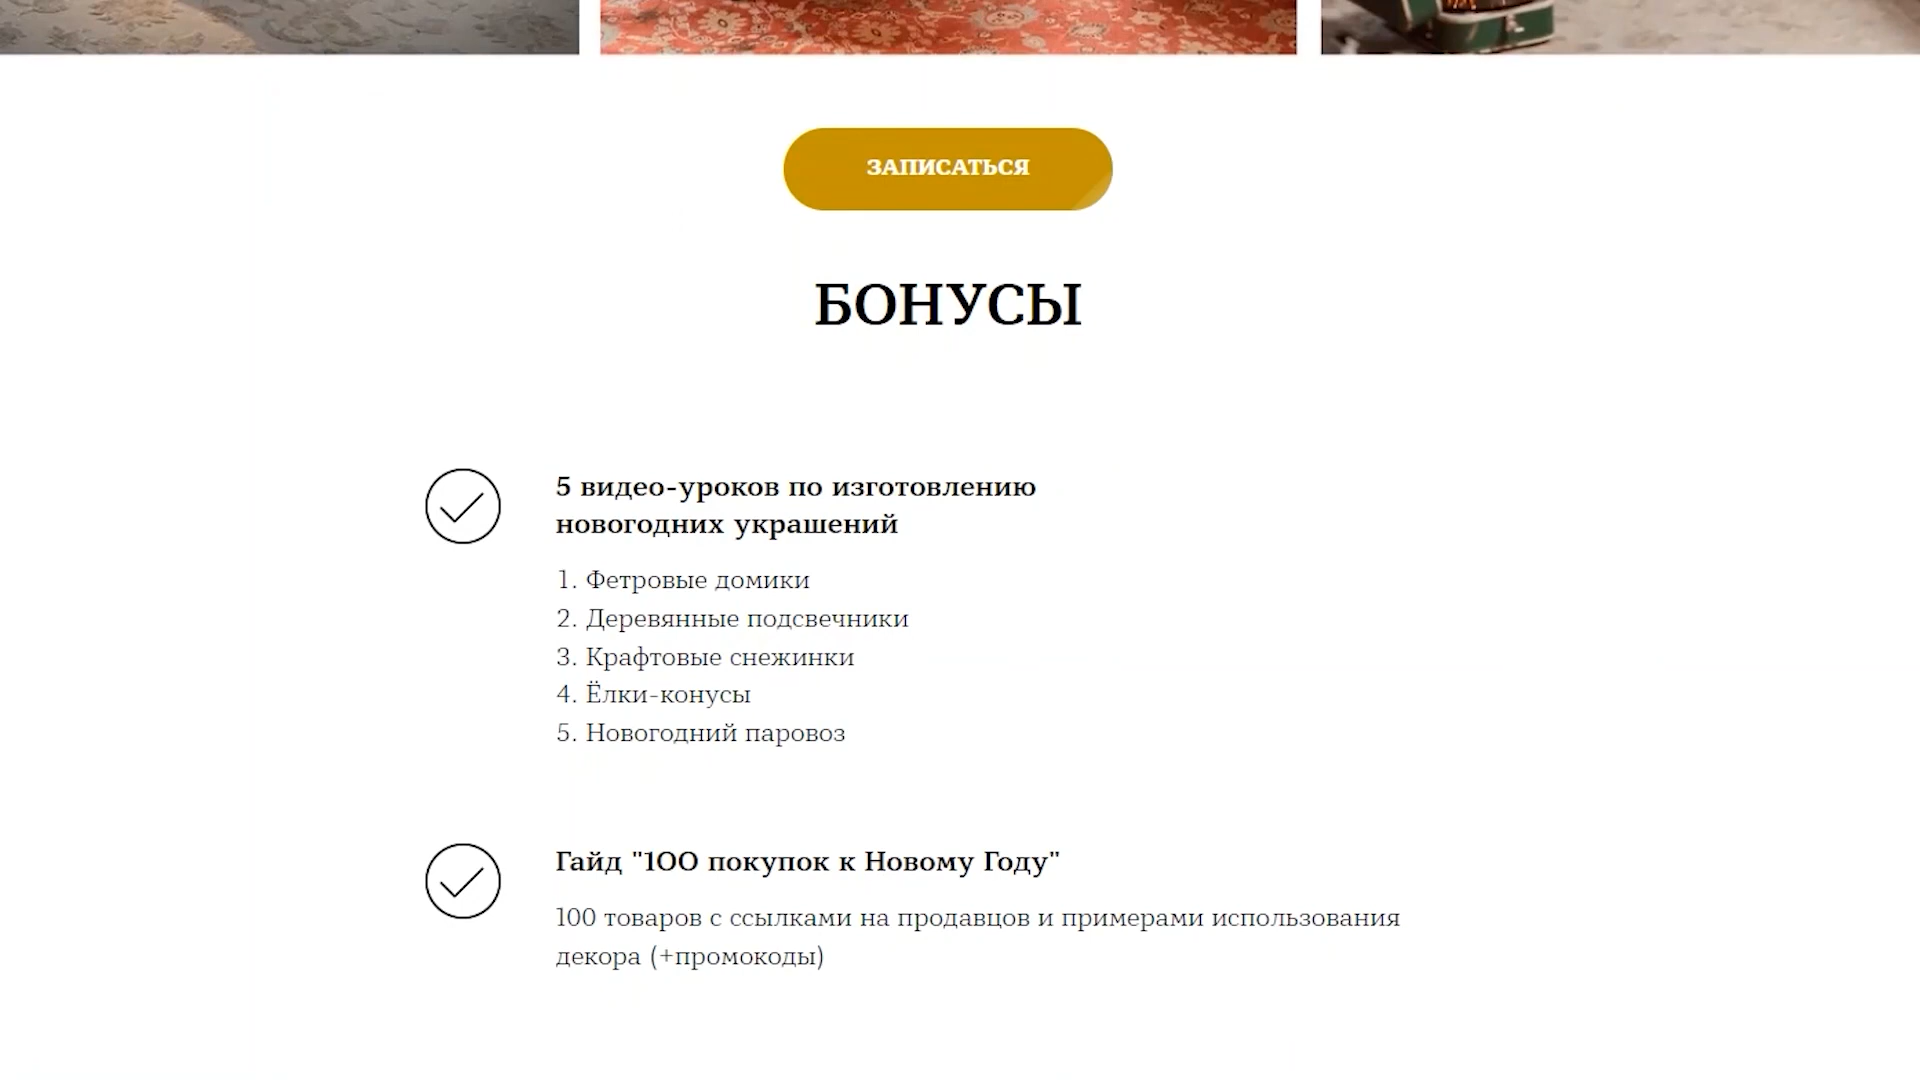 ЗАПИСАТЬСЯ
БОНУСЫ
5 видео-уроков по изготовлению
новогодних украшений
1. Фетровые домики
2. Деревянные подсвечники
3. Крафтовые снежинки
4. Ёлки-конусы
5. Новогодний паровоз
Гайд "100 покупок к Новому Году"
100 товаров с ссылками на продавцов и примерами использования
декора (+промокоды)